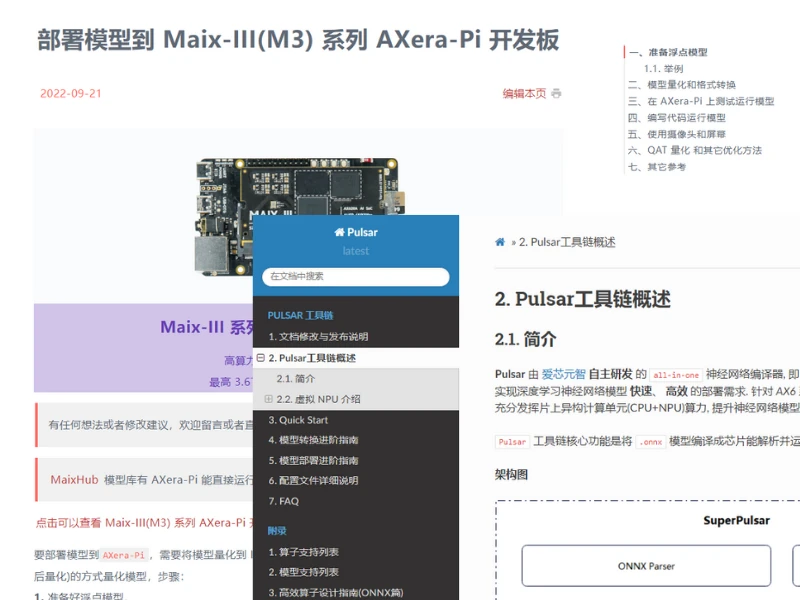 部署模型到 Maix-III(M3) 系列 AXera-Pi 开发板
2022-09-21
编辑本页
一、准备浮点模型
1.1. 举例
二、模型量化和格式转换
三、在 AXera-Pi 上测试运行模型
四、编写代码运行模型
五、使用摄像头和屏幕
六、QAT 量化 和其它优化方法
七、其它参考
MAIX-III
Maix-III 系列
高算力
最高 3.6T
有任何想法或者修改建议，欢迎留言或者直
MaixHub 模型库有 AXera-Pi 能直接运行
点击可以查看 Maix-III(M3) 系列 AXera-Pi
要部署模型到 AXera-Pi ，需要将模型量化到
后量化)的方式量化模型，步骤：
1. 准备好浮点模型
Pulsar
latest
在文档中搜索
PULSAR 工具链
1. 文档修改与发布说明
2. Pulsar工具链概述
2.1. 简介
2.2. 虚拟 NPU 介绍
3. Quick Start
4. 模型转换进阶指南
5. 模型部署进阶指南
6. 配置文件详细说明
7. FAQ
附录
1. 算子支持列表
2. 模型支持列表
3. 高效算子设计指南(ONNX篇)
» 2. Pulsar工具链概述
2. Pulsar工具链概述
2.1. 简介
Pulsar 由 爱芯元智 自主研发 的 all-in-one 神经网络编译器, 即
实现深度学习神经网络模型 快速、 高效 的部署需求, 针对 AX6
充分发挥片上异构计算单元(CPU+NPU)算力, 提升神经网络模型
Pulsar 工具链核心功能是将 .onnx 模型编译成芯片能解析并运
架构图
SuperPulsar
ONNX Parser